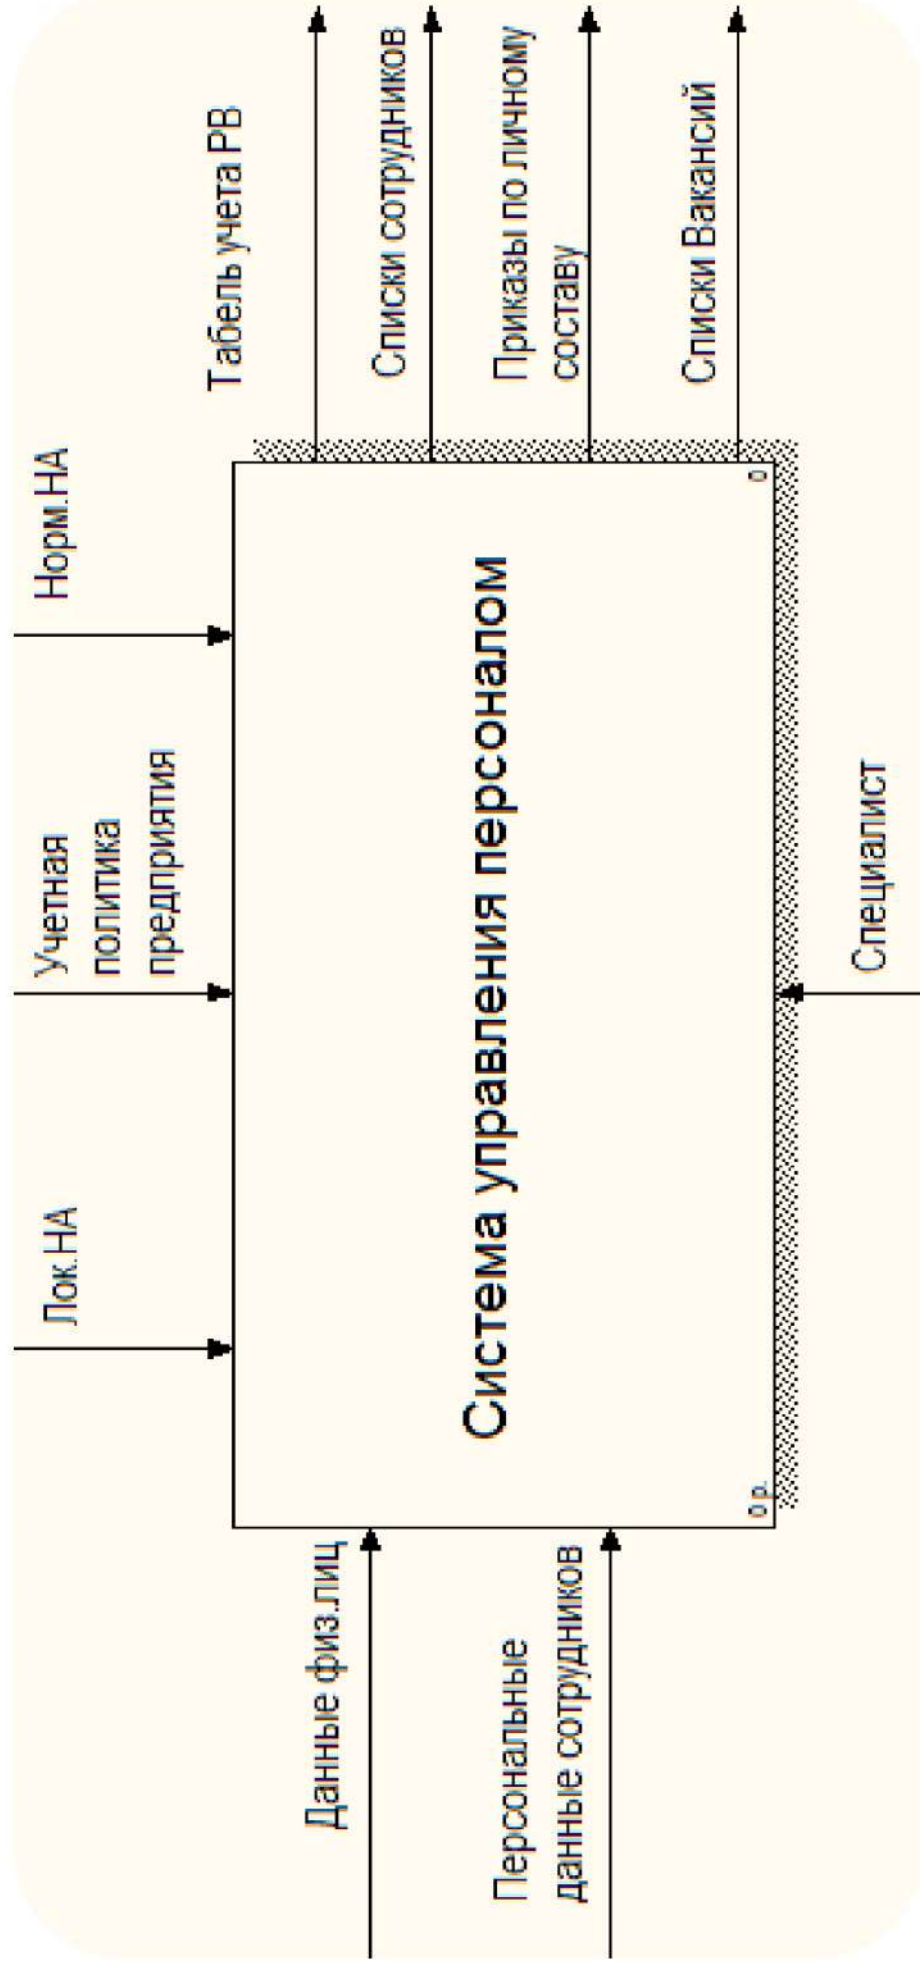 Лок.НА
Учетная
политика
предприятия
Норм.НА
Данные физ.лиц
Персональные
данные сотрудников
Система управления персоналом
0 р.
0
Табель учета РВ
Списки сотрудников
Приказы по личному
составу
Списки Вакансий
Специалист